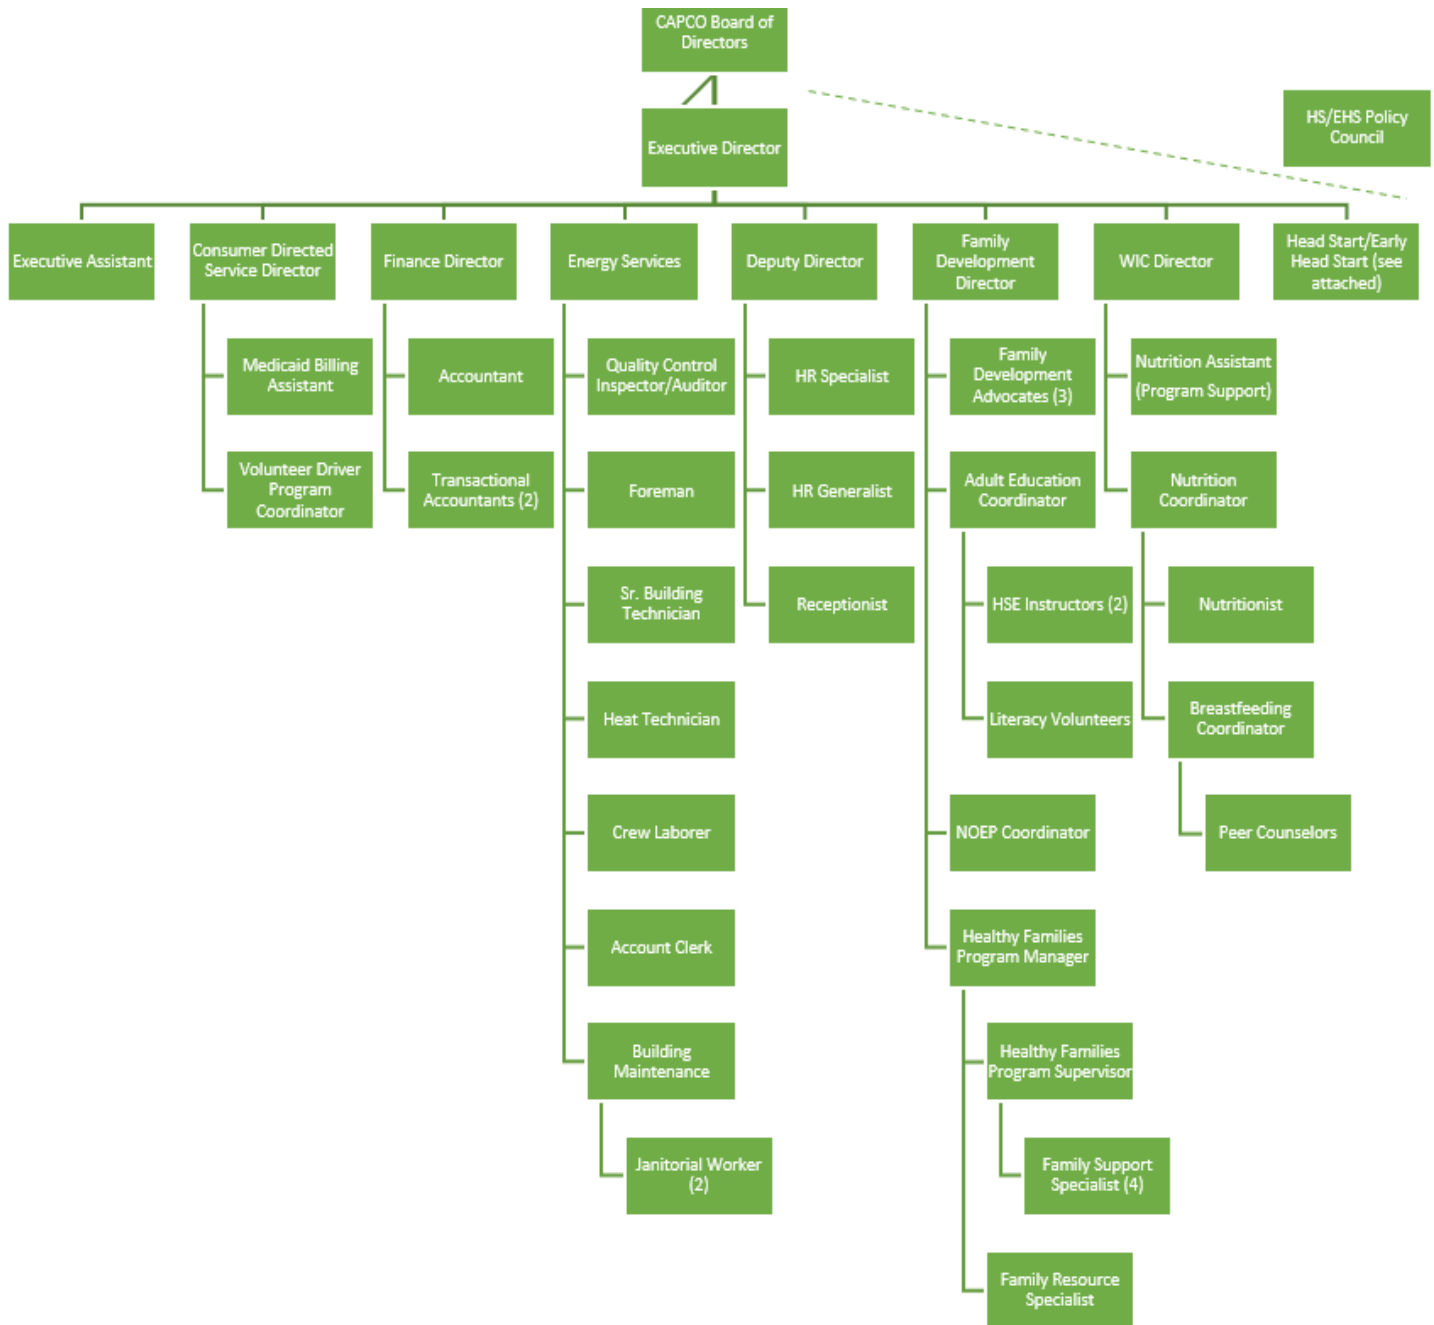 CAPCO Board of
Directors
HS/EHS Policy
Council
Executive Director
Executive Assistant
Consumer Directed
Service Director
Finance Director
Energy Services
Deputy Director
Family
Development
Director
WIC Director
Head Start/Early
Head Start (see
attached)
Medicaid Billing
Assistant
Accountant
Quality Control
Inspector/Auditor
HR Specialist
Family
Development
Advocates (3)
Nutrition Assistant
(Program Support)
Volunteer Driver
Program
Coordinator
Transactional
Accountants (2)
Foreman
HR Generalist
Adult Education
Coordinator
Nutrition
Coordinator
Sr. Building
Technician
Receptionist
HSE Instructors (2)
Nutritionist
Heat Technician
Literacy Volunteers
Breastfeeding
Coordinator
Crew Laborer
NOEP Coordinator
Peer Counselors
Account Clerk
Healthy Families
Program Manager
Building
Maintenance
Healthy Families
Program Supervisor
Janitorial Worker
(2)
Family Support
Specialist (4)
Family Resource
Specialist